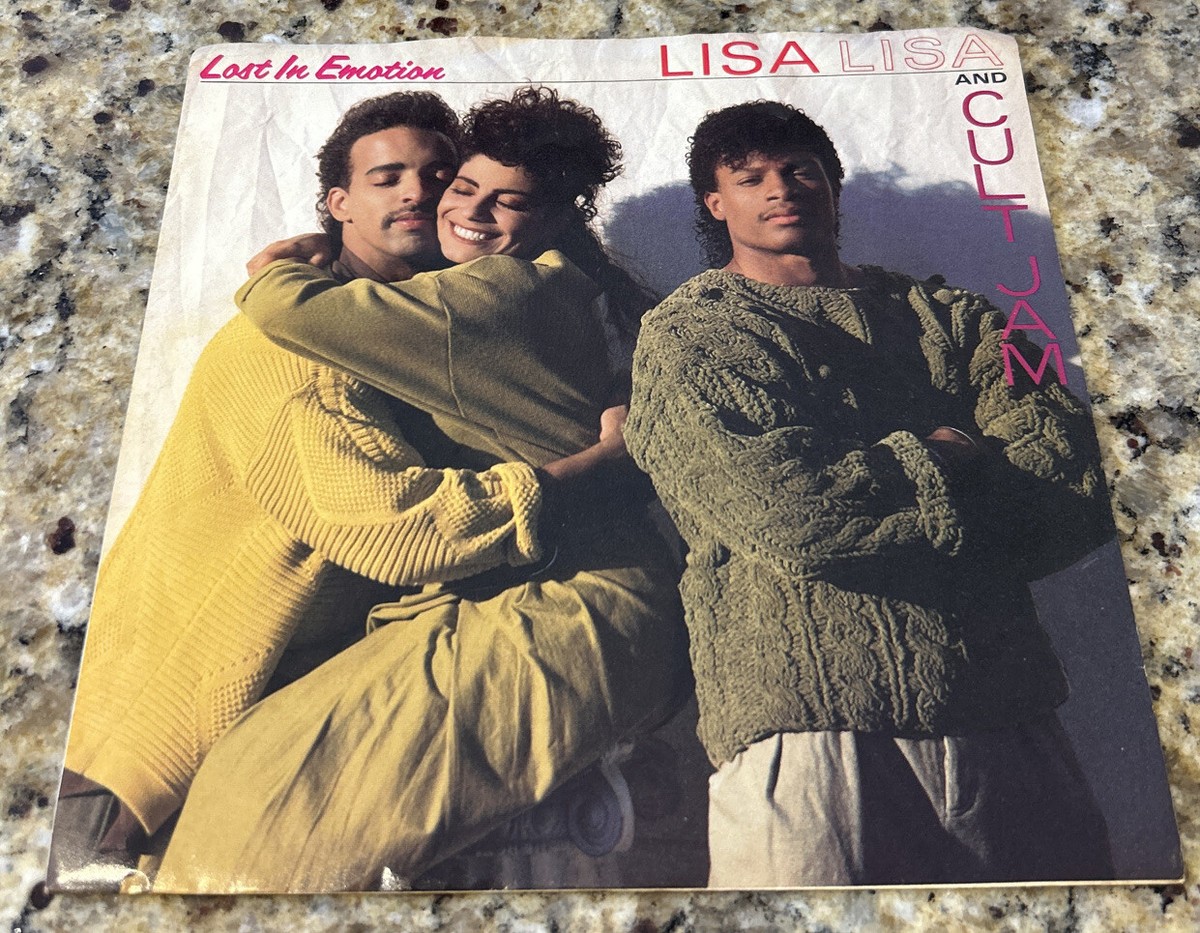 Lost In Emotion
LISA LISA
AND
CULT JAM